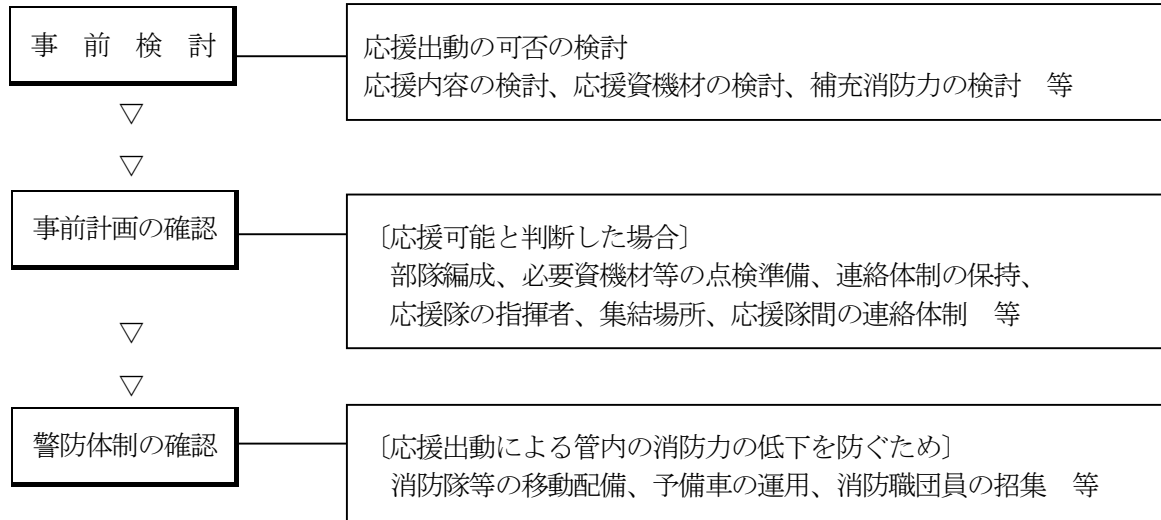 事　前　検　討
応援出動の可否の検討
応援内容の検討、応援資機材の検討、補充消防力の検討　等
▽
▽
事前計画の確認
〔応援可能と判断した場合〕
部隊編成、必要資機材等の点検準備、連絡体制の保持、
応援隊の指揮者、集結場所、応援隊間の連絡体制　等
▽
▽
警防体制の確認
〔応援出動による管内の消防力の低下を防ぐため〕
消防隊等の移動配備、予備車の運用、消防職団員の招集　等